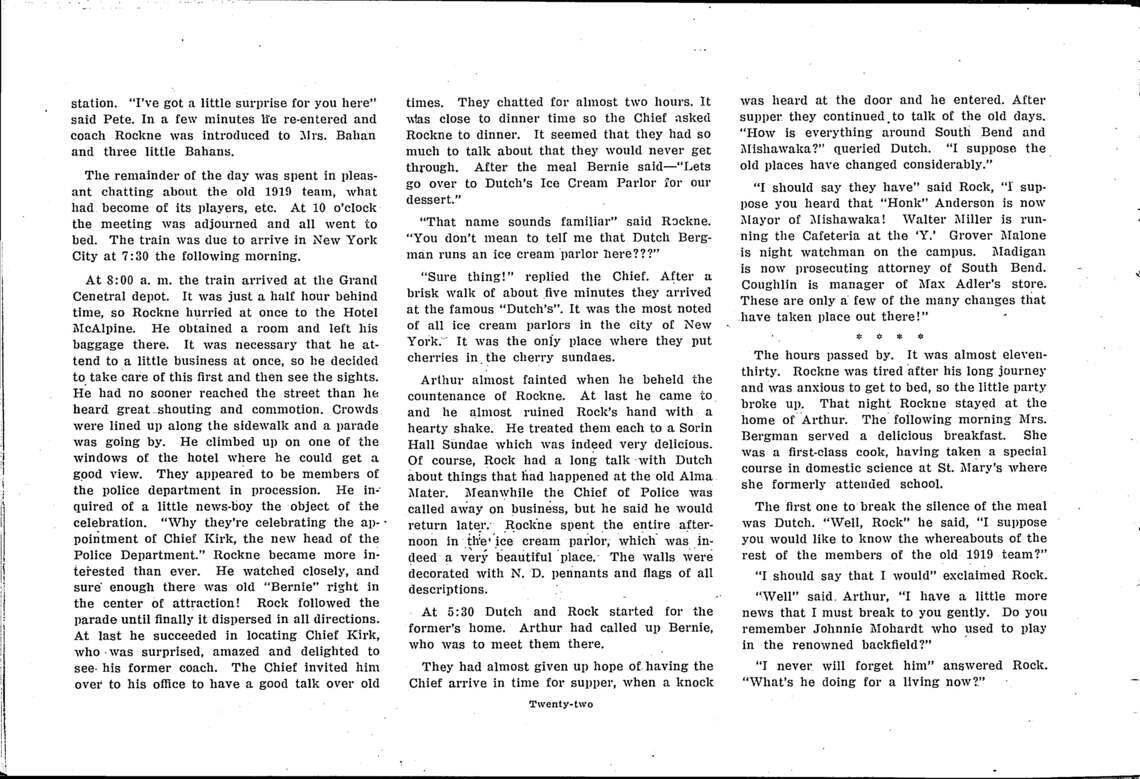 station. "I've got a little surprise for you here"
said Pete. In a few minutes he re-entered and
coach Rockne was introduced to Mrs. Bahan
and three little Bahans.
The remainder of the day was spent in pleas-
ant chatting about the old 1919 team, what
had become of its players, etc. At 10 o'clock
the meeting was adjourned and all went to
bed. The train was due to arrive in New York
City at 7:30 the following morning.
At 8:00 a. m. the train arrived at the Grand
Cenetral depot. It was just a half hour behind
time, so Rockne hurried at once to the Hotel
McAlpine. He obtained a room and left his
baggage there. It was necessary that he at-
tend to a little business at once, so he decided
to take care of this first and then see the sights.
He had no sooner reached the street than he
heard great shouting and commotion. Crowds
were lined up along the sidewalk and a parade
was going by. He climbed up on one of the
windows of the hotel where he could get a
good view. They appeared to be members of
the police department in procession. He in-
quired of a little news-boy the object of the
celebration. "Why they're celebrating the ap-
pointment of Chief Kirk, the new head of the
Police Department." Rockne became more in-
terested than ever. He watched closely, and
sure enough there was old "Bernie" right in
the center of attraction! Rock followed the
parade until finally it dispersed in all directions.
At last he succeeded in locating Chief Kirk,
who was surprised, amazed and delighted to
see his former coach. The Chief invited him
over to his office to have a good talk over old
times. They chatted for almost two hours. It
was close to dinner time so the Chief asked
Rockne to dinner. It seemed that they had so
much to talk about that they would never get
through. After the meal Bernie said—"Lets
go over to Dutch's Ice Cream Parlor for our
dessert."
"That name sounds familiar" said Rockne.
"You don't mean to tell me that Dutch Berg-
man runs an ice cream parlor here???"
"Sure thing!" replied the Chief. After a
brisk walk of about five minutes they arrived
at the famous "Dutch's". It was the most noted
of all ice cream parlors in the city of New
York. It was the only place where they put
cherries in the cherry sundaes.
Arthur almost fainted when he beheld the
countenance of Rockne. At last he came to
and he almost ruined Rock's hand with a
hearty shake. He treated them each to a Sorin
Hall Sundae which was indeed very delicious.
Of course, Rock had a long talk with Dutch
about things that had happened at the old Alma
Mater. Meanwhile the Chief of Police was
called away on business, but he said he would
return later. Rockne spent the entire after-
noon in the ice cream parlor, which was in-
deed a very beautiful place. The walls were
decorated with N. D. pennants and flags of all
descriptions.
At 5:30 Dutch and Rock started for the
former's home. Arthur had called up Bernie,
who was to meet them there.
They had almost given up hope of having the
Chief arrive in time for supper, when a knock
was heard at the door and he entered. After
supper they continued to talk of the old days.
"How is everything around South Bend and
Mishawaka?" queried Dutch. "I suppose the
old places have changed considerably."
"I should say they have" said Rock, "I sup-
pose you heard that "Honk" Anderson is now
Mayor of Mishawaka! Walter Miller is run-
ning the Cafeteria at the 'Y.' Grover Malone
is night watchman on the campus. Madigan
is now prosecuting attorney of South Bend.
Coughlin is manager of Max Adler's store.
These are only a few of the many changes that
have taken place out there!"
* * * *
The hours passed by. It was almost eleven-
thirty. Rockne was tired after his long journey
and was anxious to get to bed, so the little party
broke up. That night Rockne stayed at the
home of Arthur. The following morning Mrs.
Bergman served a delicious breakfast. She
was a first-class cook, having taken a special
course in domestic science at St. Mary's where
she formerly attended school.
The first one to break the silence of the meal
was Dutch. "Well, Rock" he said, "I suppose
you would like to know the whereabouts of the
rest of the members of the old 1919 team?"
"I should say that I would" exclaimed Rock.
"Well" said Arthur, "I have a little more
news that I must break to you gently. Do you
remember Johnnie Mohardt who used to play
in the renowned backfield?"
"I never will forget him" answered Rock.
"What's he doing for a living now?"
Twenty-two